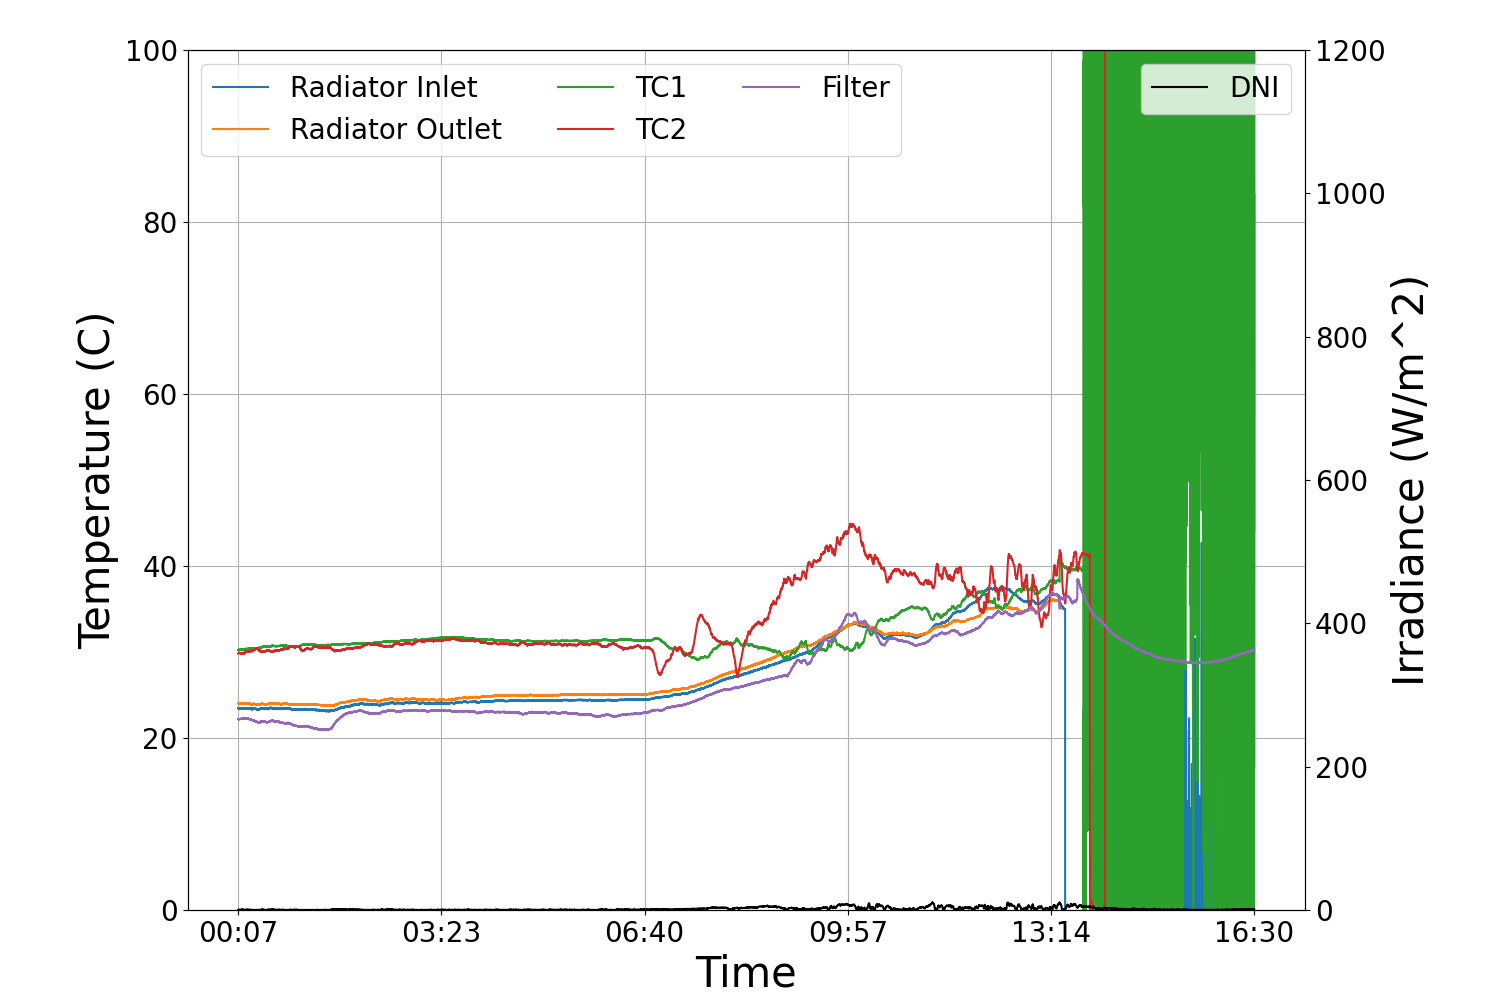 100
80
60
40
20
0
Temperature (C)
Radiator Inlet
Radiator Outlet
TC1
TC2
Filter
DNI
1200
1000
800
600
400
200
0
Irradiance (W/m^2)
00:07 03:23 06:40 09:57 13:14 16:30
Time